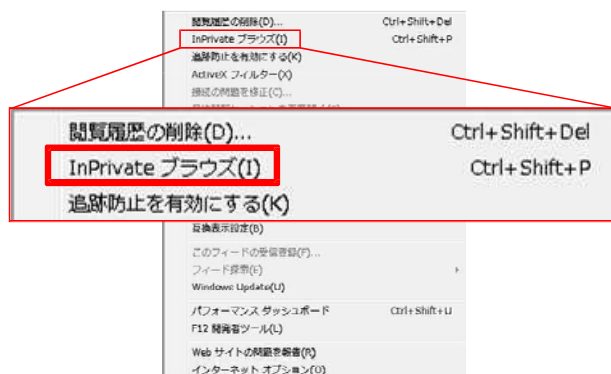 閲覧履歴の削除(D)... Ctrl+Shift+Del
InPrivate ブラウズ(I) Ctrl+Shift+P
追跡防止を有効にする(K)
ActiveX フィルター(X)
接続の問題を修正(C)...
閲覧履歴の削除(D)... Ctrl+Shift+Del
InPrivate ブラウズ(I) Ctrl+Shift+P
追跡防止を有効にする(K)
互換表示設定(B)
このフィードの受信登録(F)...
フィード探索(E)
Windows Update(U)
パフォーマンス ダッシュボード Ctrl+Shift+U
F12 開発者ツール(L)
Web サイトの問題を報告(R)
インターネット オプション(O)